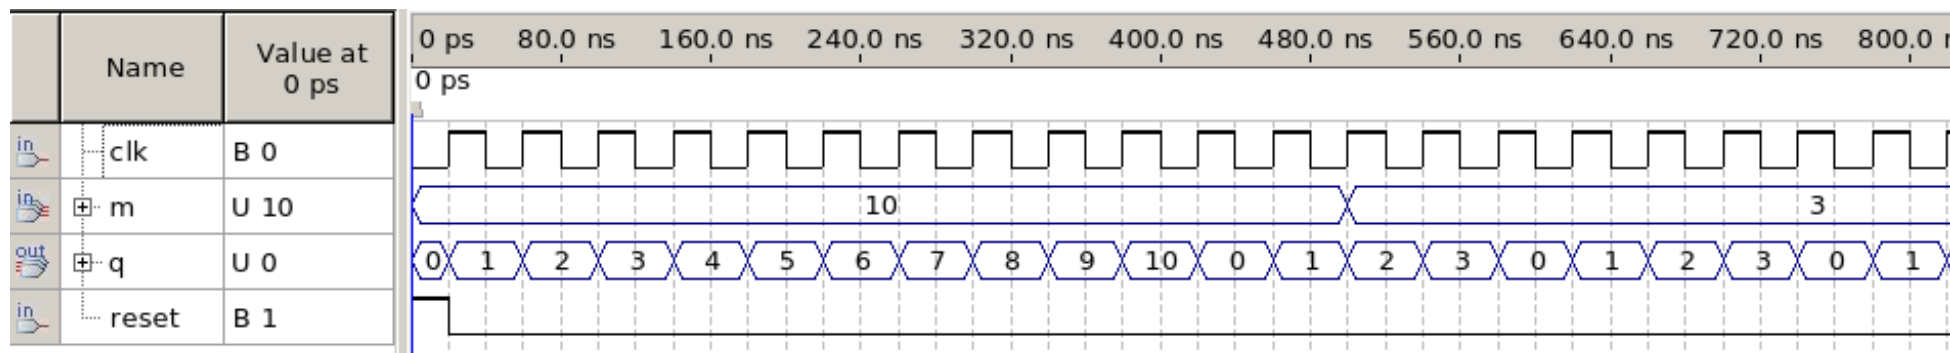 Name
Value at
0 ps
0 ps 80.0 ns 160.0 ns 240.0 ns 320.0 ns 400.0 ns 480.0 ns 560.0 ns 640.0 ns 720.0 ns 800.0
0 ps
in clk B 0
in m U 10 10 3
out q U 0 0 1 2 3 4 5 6 7 8 9 10 0 1 2 3 0 1 2 3 0 1
in reset B 1